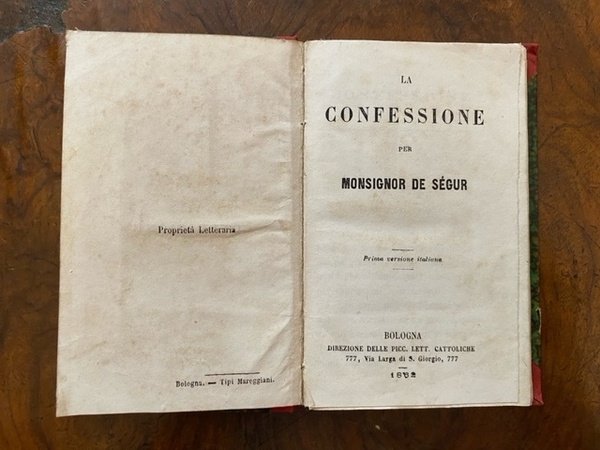 Proprietá Letteraria
Bologna. — Tipi Mareggiani.
LA
CONFESSIONE
PER
MONSIGNOR DE SÉGUR
Prima versione italiana
BOLOGNA
DIREZIONE DELLE PICC. LETT. CATTOLICHE
777, Via Larga di S. Giorgio, 777